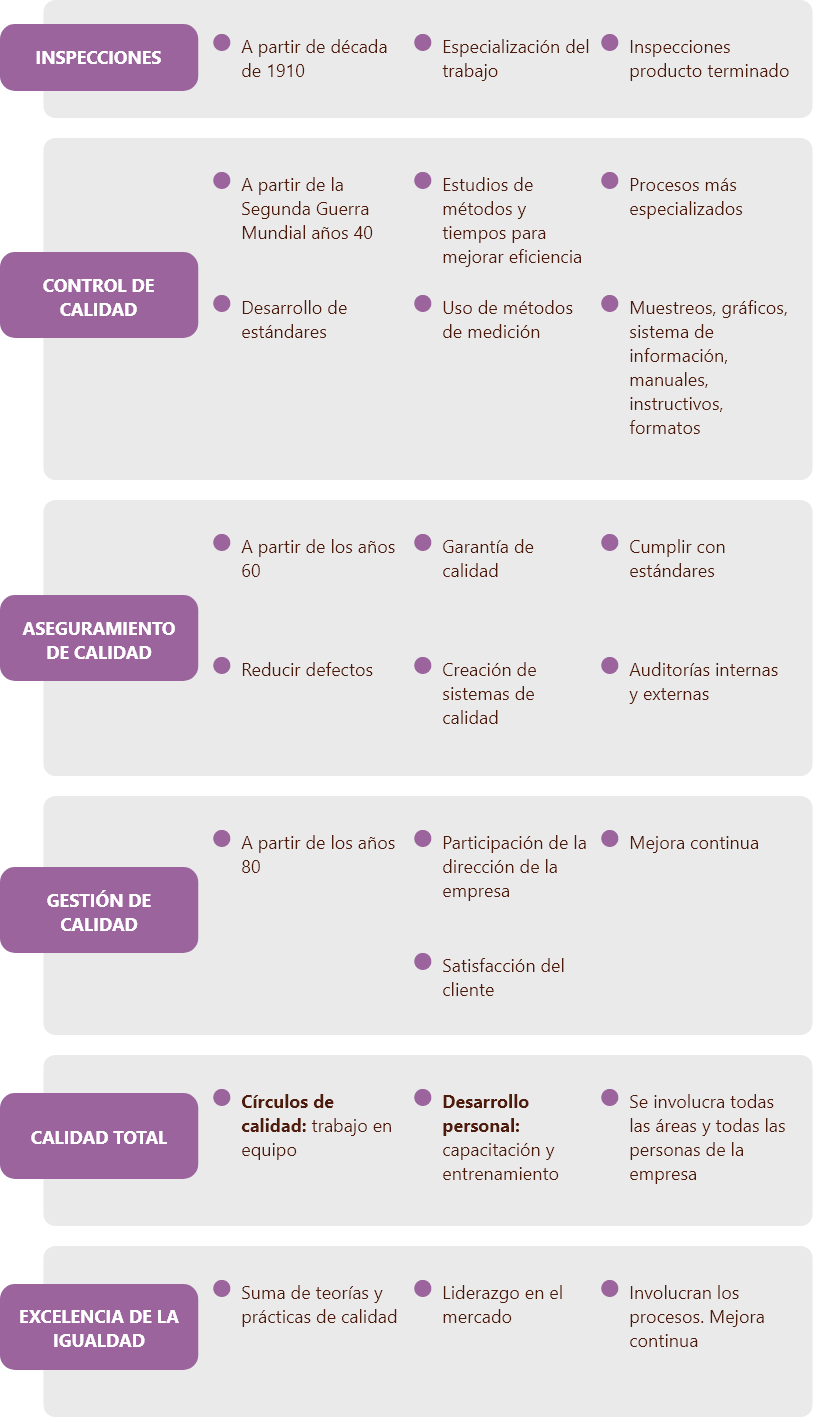 INSPECCIONES
A partir de década
de 1910
Especialización del
trabajo
Inspecciones
producto terminado
CONTROL DE
CALIDAD
A partir de la
Segunda Guerra
Mundial años 40
Estudios de
métodos y
tiempos para
mejorar eficiencia
Procesos más
especializados
Desarrollo de
estándares
Uso de métodos
de medición
Muestreos, gráficos,
sistema de
información,
manuales,
instructivos,
formatos
ASEGURAMIENTO
DE CALIDAD
A partir de los años
60
Garantía de
calidad
Cumplir con
estándares
Reducir defectos
Creación de
sistemas de
calidad
Auditorías internas
y externas
GESTIÓN DE
CALIDAD
A partir de los años
80
Participación de la
dirección de la
empresa
Mejora continua
Satisfacción del
cliente
CALIDAD TOTAL
Círculos de
calidad: trabajo en
equipo
Desarrollo
personal:
capacitación y
entrenamiento
Se involucra todas
las áreas y todas las
personas de la
empresa
EXCELENCIA DE LA
IGUALDAD
Suma de teorías y
prácticas de calidad
Liderazgo en el
mercado
Involucran los
procesos. Mejora
continua